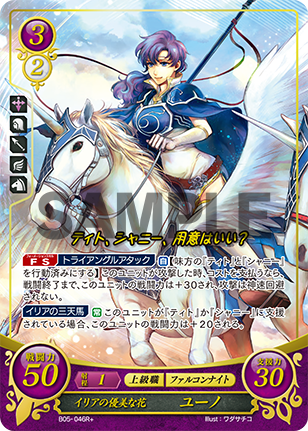 3
2
SAMPLE
ティト、シャニー、用意はいい?
FS トライアングルアタック 自 『味方の「ティト」と「シャニー」
を行動済みにする』このユニットが攻撃した時、コストを支払うなら、
戦闘終了まで、このユニットの戦闘力は+30され、攻撃は神速回避
されない。
イリアの三天馬 常 このユニットが「ティト」か「シャニー」に支援
されている場合、このユニットの戦闘力は+20される。
戦闘力 50
射程 1 上級職 ファルコンナイト
支援力 30
イリアの優美な花 ユーノ
B05-046R+ Illust:ワダサチコ